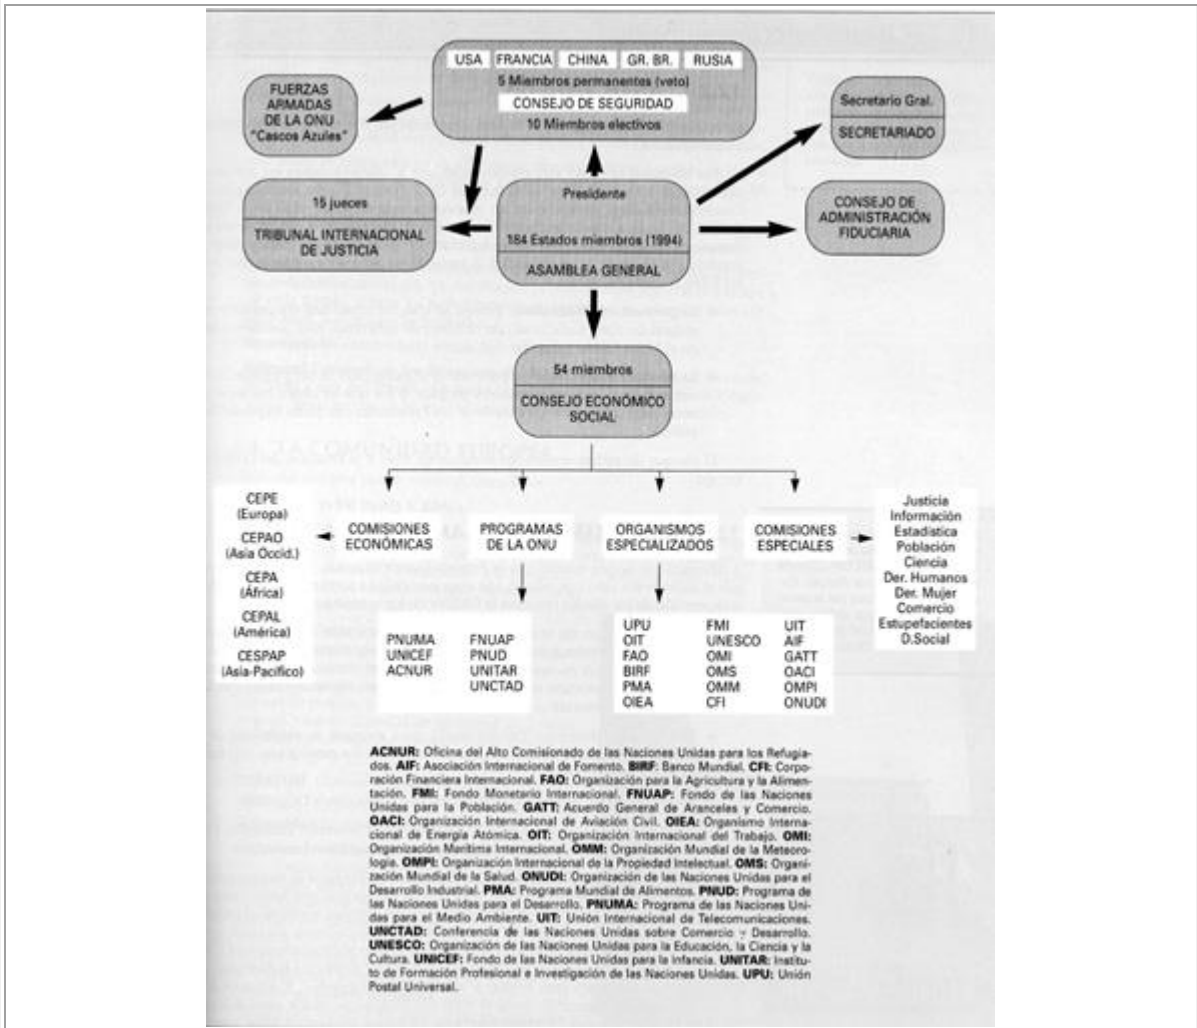 USA FRANCIA CHINA GR. BR. RUSIA
5 Miembros permanentes (veto)
CONSEJO DE SEGURIDAD
10 Miembros electivos
FUERZAS
ARMADAS
DE LA ONU
"Cascos Azules"
Secretario Gral.
SECRETARIADO
15 jueces
TRIBUNAL INTERNACIONAL
DE JUSTICIA
Presidente
184 Estados miembros (1994)
ASAMBLEA GENERAL
CONSEJO DE
ADMINISTRACIÓN
FIDUCIARIA
54 miembros
CONSEJO ECONÓMICO
SOCIAL
CEPE
(Europa)
CEPAO
(Asia Occid.)
CEPA
(África)
CEPAL
(América)
CESPAP
(Asia-Pacífico)
COMISIONES
ECONÓMICAS
PROGRAMAS
DE LA ONU
ORGANISMOS
ESPECIALIZADOS
COMISIONES
ESPECIALES
Justicia
Información
Estadística
Población
Ciencia
Der. Humanos
Der. Mujer
Comercio
Estupefacientes
D.Social
PNUMA FNUAP
UNICEF PNUD
ACNUR UNITAR
UNCTAD
UPU FMI UIT
OIT UNESCO AIF
FAO OMI GATT
BIRF OMS OACI
PMA OMM OMPI
OIEA CFI ONUDI
ACNUR: Oficina del Alto Comisionado de las Naciones Unidas para los Refugia-
dos. AIF: Asociación Internacional de Fomento. BIRF: Banco Mundial. CFI: Corpo-
ración Financiera Internacional. FAO: Organización para la Agricultura y la Alimen-
tación. FMI: Fondo Monetario Internacional. FNUAP: Fondo de las Naciones
Unidas para la Población. GATT: Acuerdo General de Aranceles y Comercio.
OACI: Organización Internacional de Aviación Civil. OIEA: Organismo Interna-
cional de Energía Atómica. OIT: Organización Internacional del Trabajo. OMI:
Organización Marítima Internacional. OMM: Organización Mundial de la Meteoro-
logía. OMPI: Organización Internacional de la Propiedad Intelectual. OMS: Organi-
zación Mundial de la Salud. ONUDI: Organización de las Naciones Unidas para el
Desarrollo Industrial. PMA: Programa Mundial de Alimentos. PNUD: Programa de
las Naciones Unidas para el Desarrollo. PNUMA: Programa de las Naciones Uni-
das para el Medio Ambiente. UIT: Unión Internacional de Telecomunicaciones.
UNCTAD: Conferencia de las Naciones Unidas sobre Comercio y Desarrollo.
UNESCO: Organización de las Naciones Unidas para la Educación, la Ciencia y la
Cultura. UNICEF: Fondo de las Naciones Unidas para la Infancia. UNITAR: Institu-
to de Formación Profesional e Investigación de las Naciones Unidas. UPU: Unión
Postal Universal.